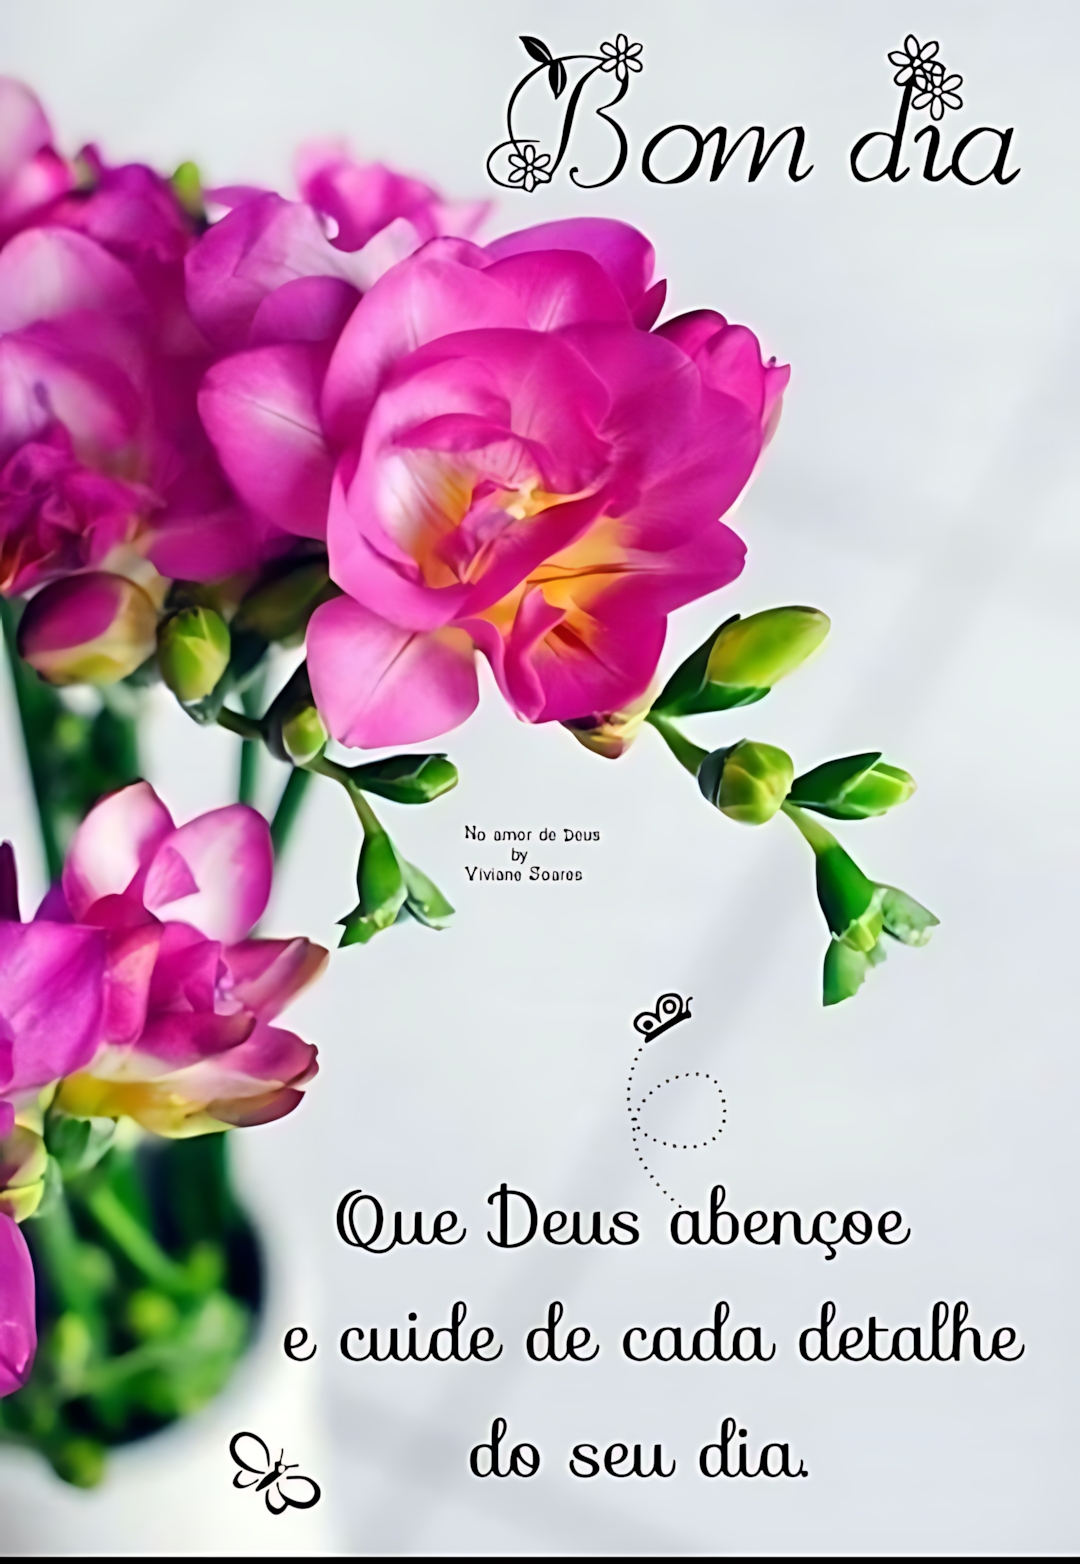 Bom dia
No amor de Deus
by
Viviane Soares
Que Deus abençoe
e cuide de cada detalhe
do seu dia.